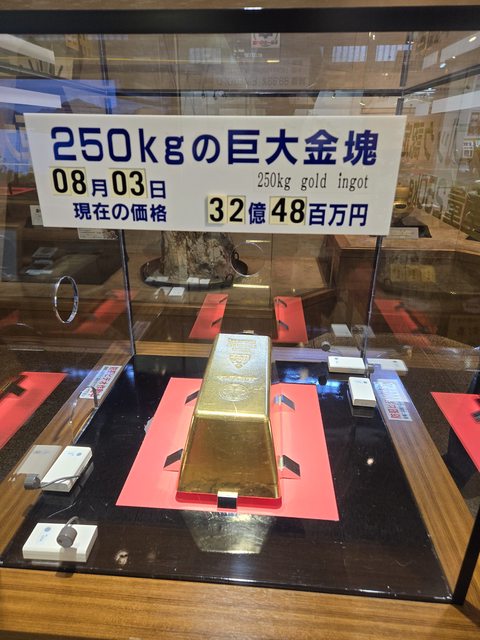 250kgの巨大金塊
250kg gold ingot
08月03日
現在の価格
32億48百万円